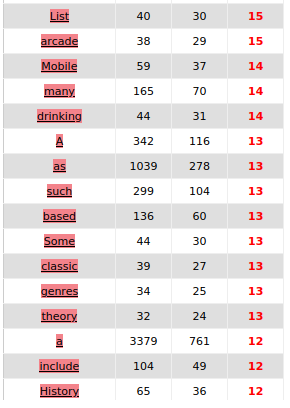 List 40 30 15
arcade 38 29 15
Mobile 59 37 14
many 165 70 14
drinking 44 31 14
A 342 116 13
as 1039 278 13
such 299 104 13
based 136 60 13
Some 44 30 13
classic 39 27 13
genres 34 25 13
theory 32 24 13
a 3379 761 12
include 104 49 12
History 65 36 12